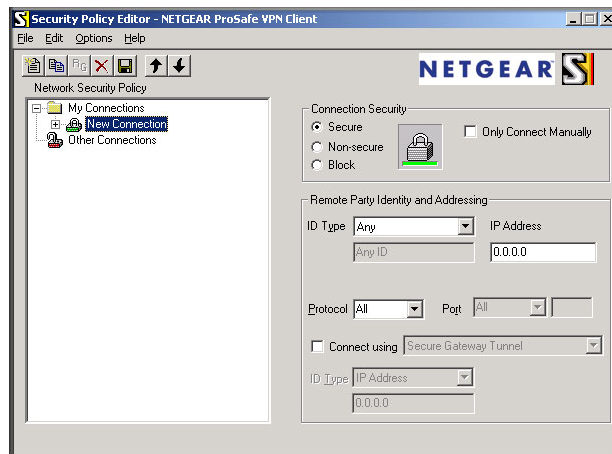 Security Policy Editor - NETGEAR ProSafe VPN Client
File Edit Options Help
NETGEAR
Network Security Policy
My Connections
New Connection
Other Connections
Connection Security
Secure
Non-secure
Block
Only Connect Manually
Remote Party Identity and Addressing
ID Type Any IP Address
Any ID 0.0.0.0
Protocol All Port All
Connect using Secure Gateway Tunnel
ID Type IP Address
0.0.0.0